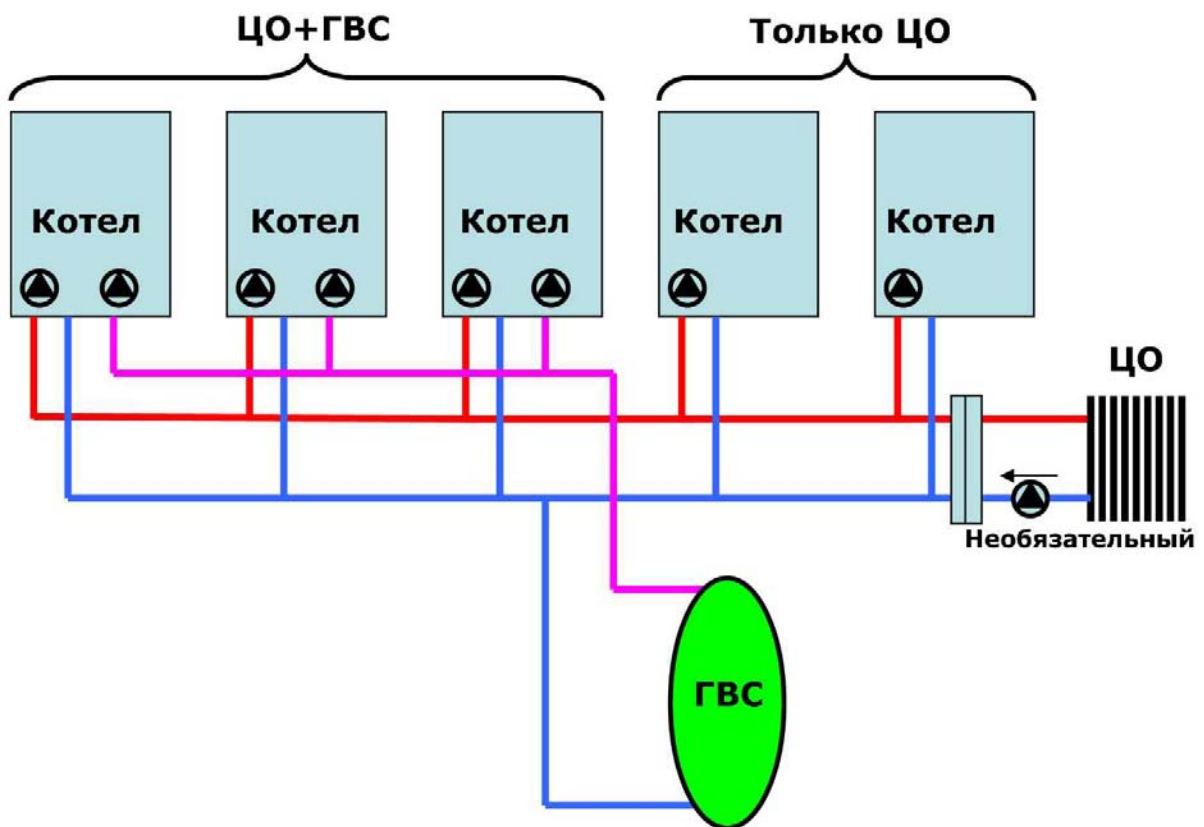 ЦО+ГВС
Только ЦО
Котел
Котел
Котел
Котел
Котел
ЦО
Необязательный
ГВС